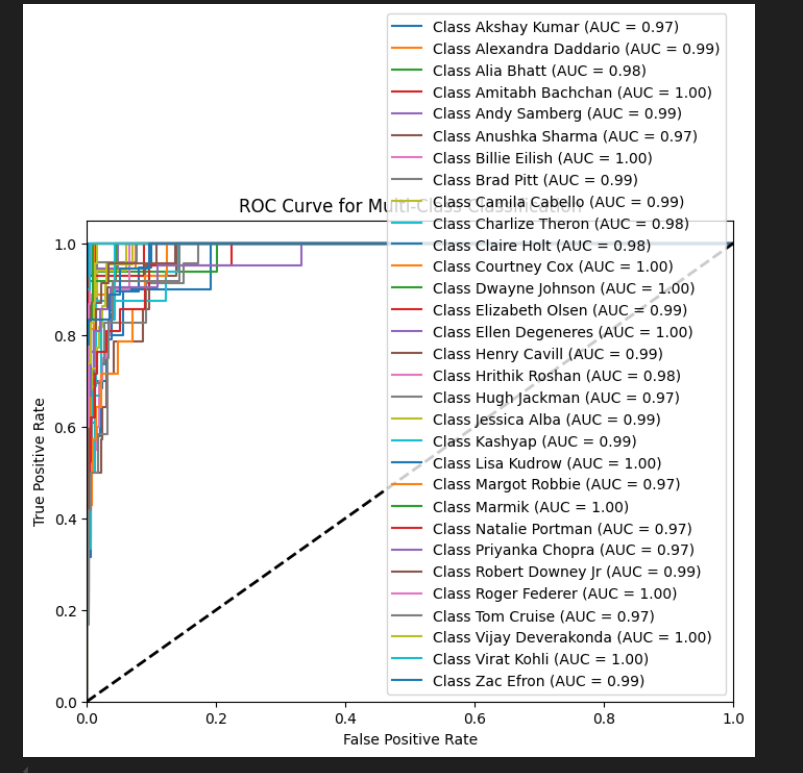 Class Akshay Kumar (AUC = 0.97)
Class Alexandra Daddario (AUC = 0.99)
Class Alia Bhatt (AUC = 0.98)
Class Amitabh Bachchan (AUC = 1.00)
Class Andy Samberg (AUC = 0.99)
Class Anushka Sharma (AUC = 0.97)
Class Billie Eilish (AUC = 1.00)
Class Brad Pitt (AUC = 0.99)
Class Camila Cabello (AUC = 0.99)
Class Charlize Theron (AUC = 0.98)
Class Claire Holt (AUC = 0.98)
Class Courtney Cox (AUC = 1.00)
Class Dwayne Johnson (AUC = 1.00)
Class Elizabeth Olsen (AUC = 0.99)
Class Ellen Degeneres (AUC = 1.00)
Class Henry Cavill (AUC = 0.99)
Class Hrithik Roshan (AUC = 0.98)
Class Hugh Jackman (AUC = 0.97)
Class Jessica Alba (AUC = 0.99)
Class Kashyap (AUC = 0.99)
Class Lisa Kudrow (AUC = 1.00)
Class Margot Robbie (AUC = 0.97)
Class Marmik (AUC = 1.00)
Class Natalie Portman (AUC = 0.97)
Class Priyanka Chopra (AUC = 0.97)
Class Robert Downey Jr (AUC = 0.99)
Class Roger Federer (AUC = 1.00)
Class Tom Cruise (AUC = 0.97)
Class Vijay Deverakonda (AUC = 1.00)
Class Virat Kohli (AUC = 1.00)
Class Zac Efron (AUC = 0.99)
ROC Curve for Multi-Class Classification
True Positive Rate
1.0
0.8
0.6
0.4
0.2
0.0
0.0 0.2 0.4 0.6 0.8 1.0
False Positive Rate